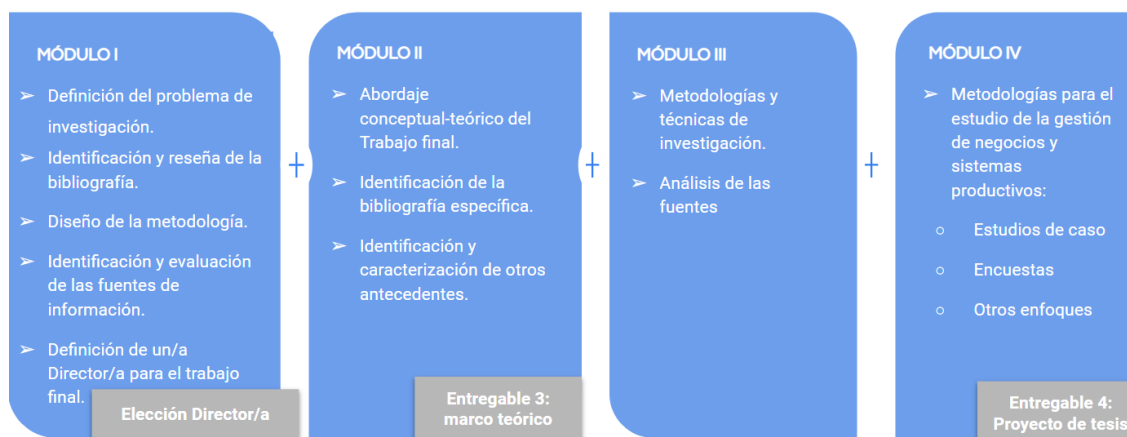 MÓDULO I
➢ Definición del problema de
investigación.
➢ Identificación y reseña de la
bibliografía.
➢ Diseño de la metodología.
➢ Identificación y evaluación
de las fuentes de
información.
➢ Definición de un/a
Director/a para el trabajo
final.
Elección Director/a
+
MÓDULO II
➢ Abordaje
conceptual-teórico del
Trabajo final.
➢ Identificación de la
bibliografía específica.
➢ Identificación y
caracterización de otros
antecedentes.
Entregable 3:
marco teórico
+
MÓDULO III
➢ Metodologías y
técnicas de
investigación.
➢ Análisis de las
fuentes
+
MÓDULO IV
➢ Metodologías para el
estudio de la gestión
de negocios y
sistemas
productivos:
○ Estudios de caso
○ Encuestas
○ Otros enfoques
Entregable 4:
Proyecto de tesis